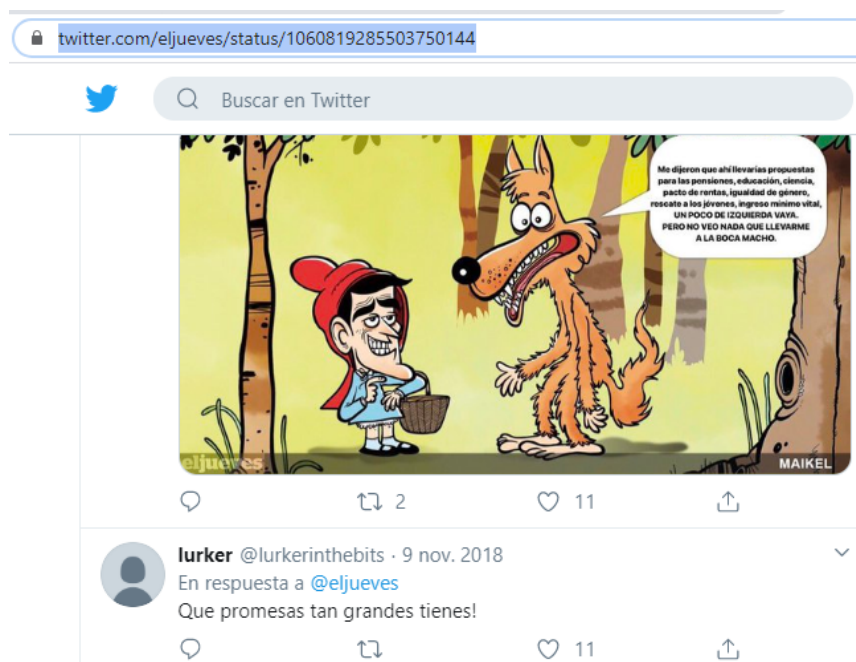 twitter.com/eljueves/status/1060819285503750144
Buscar en Twitter
Me dijeron que ahí llevarías propuestas
para las pensiones, educación, ciencia,
pacto de rentas, igualdad de género,
rescate a los jóvenes, ingreso mínimo vital,
UN POCO DE IZQUIERDA VAYA.
PERO NO VEO NADA QUE LLEVARME
A LA BOCA MACHO.
eljueves
MAIKEL
2
11
lurker @lurkerinthebits · 9 nov. 2018
En respuesta a @eljueves
Que promesas tan grandes tienes!
11